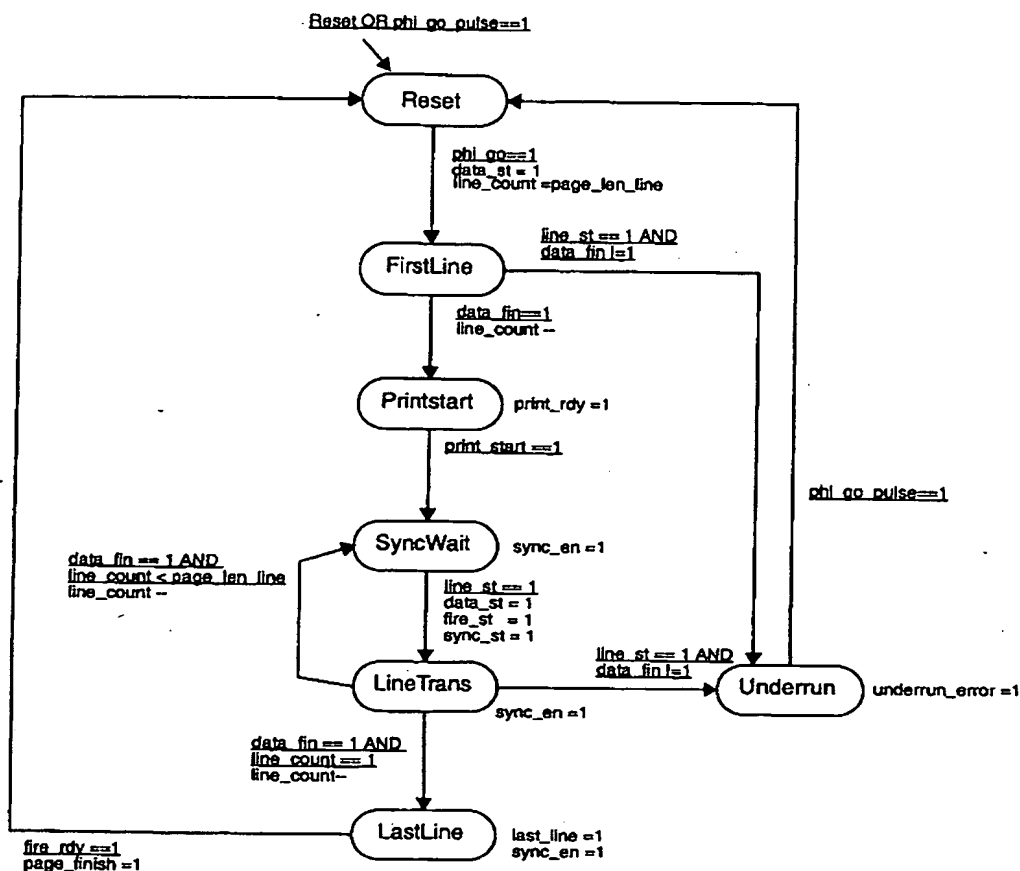 Reset OR phi_go_pulse==1
Reset
phi_go==1
data_st = 1
line_count =page_len_line
line_st == 1 AND
data_fin !=1
FirstLine
data_fin==1
line_count --
Printstart
print_rdy =1
print_start ==1
phi_go_pulse==1
SyncWait
sync_en =1
data_fin == 1 AND
line_count < page_len_line
line_count --
line_st == 1
data_st = 1
fire_st = 1
sync_st = 1
line_st == 1 AND
data_fin !=1
LineTrans
sync_en =1
Underrun
underrun_error =1
data_fin == 1 AND
line_count == 1
line_count--
LastLine
last_line =1
sync_en =1
fire_rdy ==1
page_finish =1